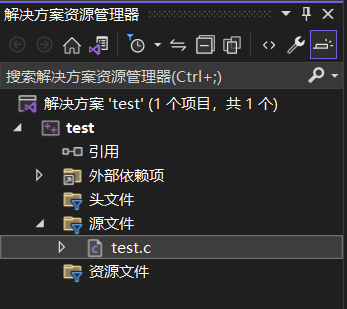 解决方案资源管理器
搜索解决方案资源管理器(Ctrl+;)
解决方案 'test' (1 个项目，共 1 个)
test
引用
外部依赖项
头文件
源文件
test.c
资源文件